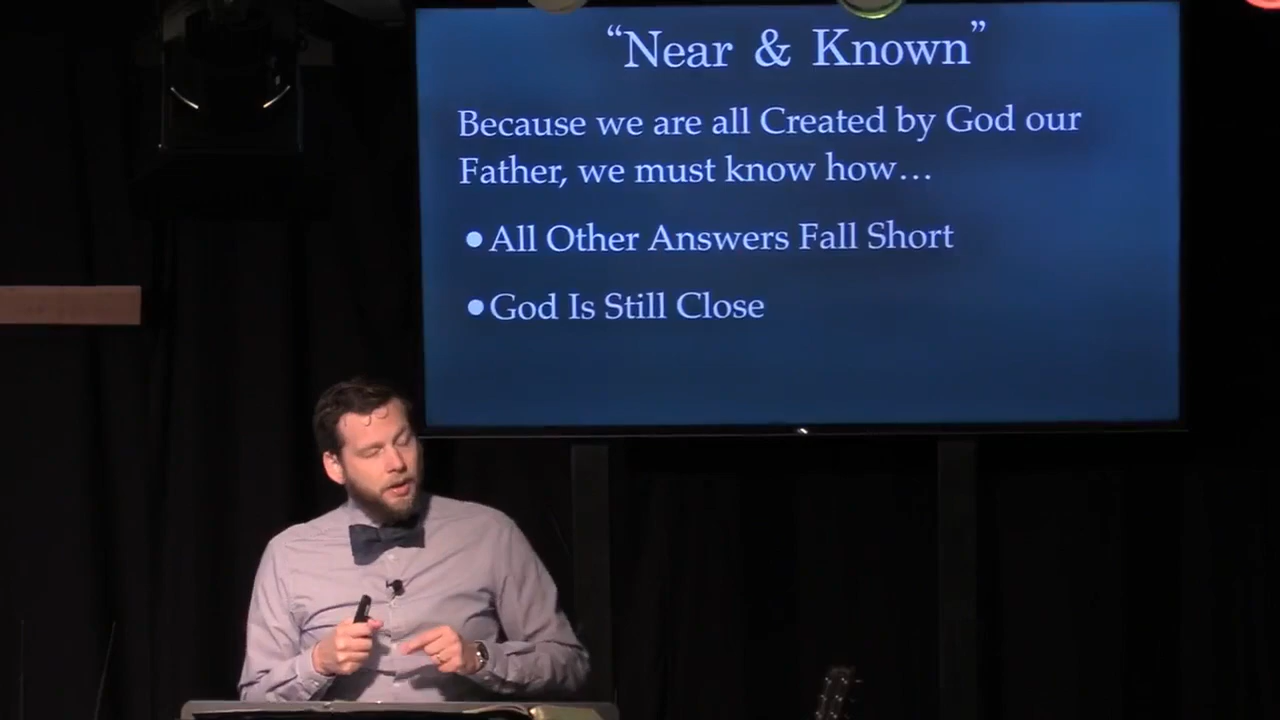 “Near & Known”
Because we are all Created by God our
Father, we must know how…
•All Other Answers Fall Short
•God Is Still Close